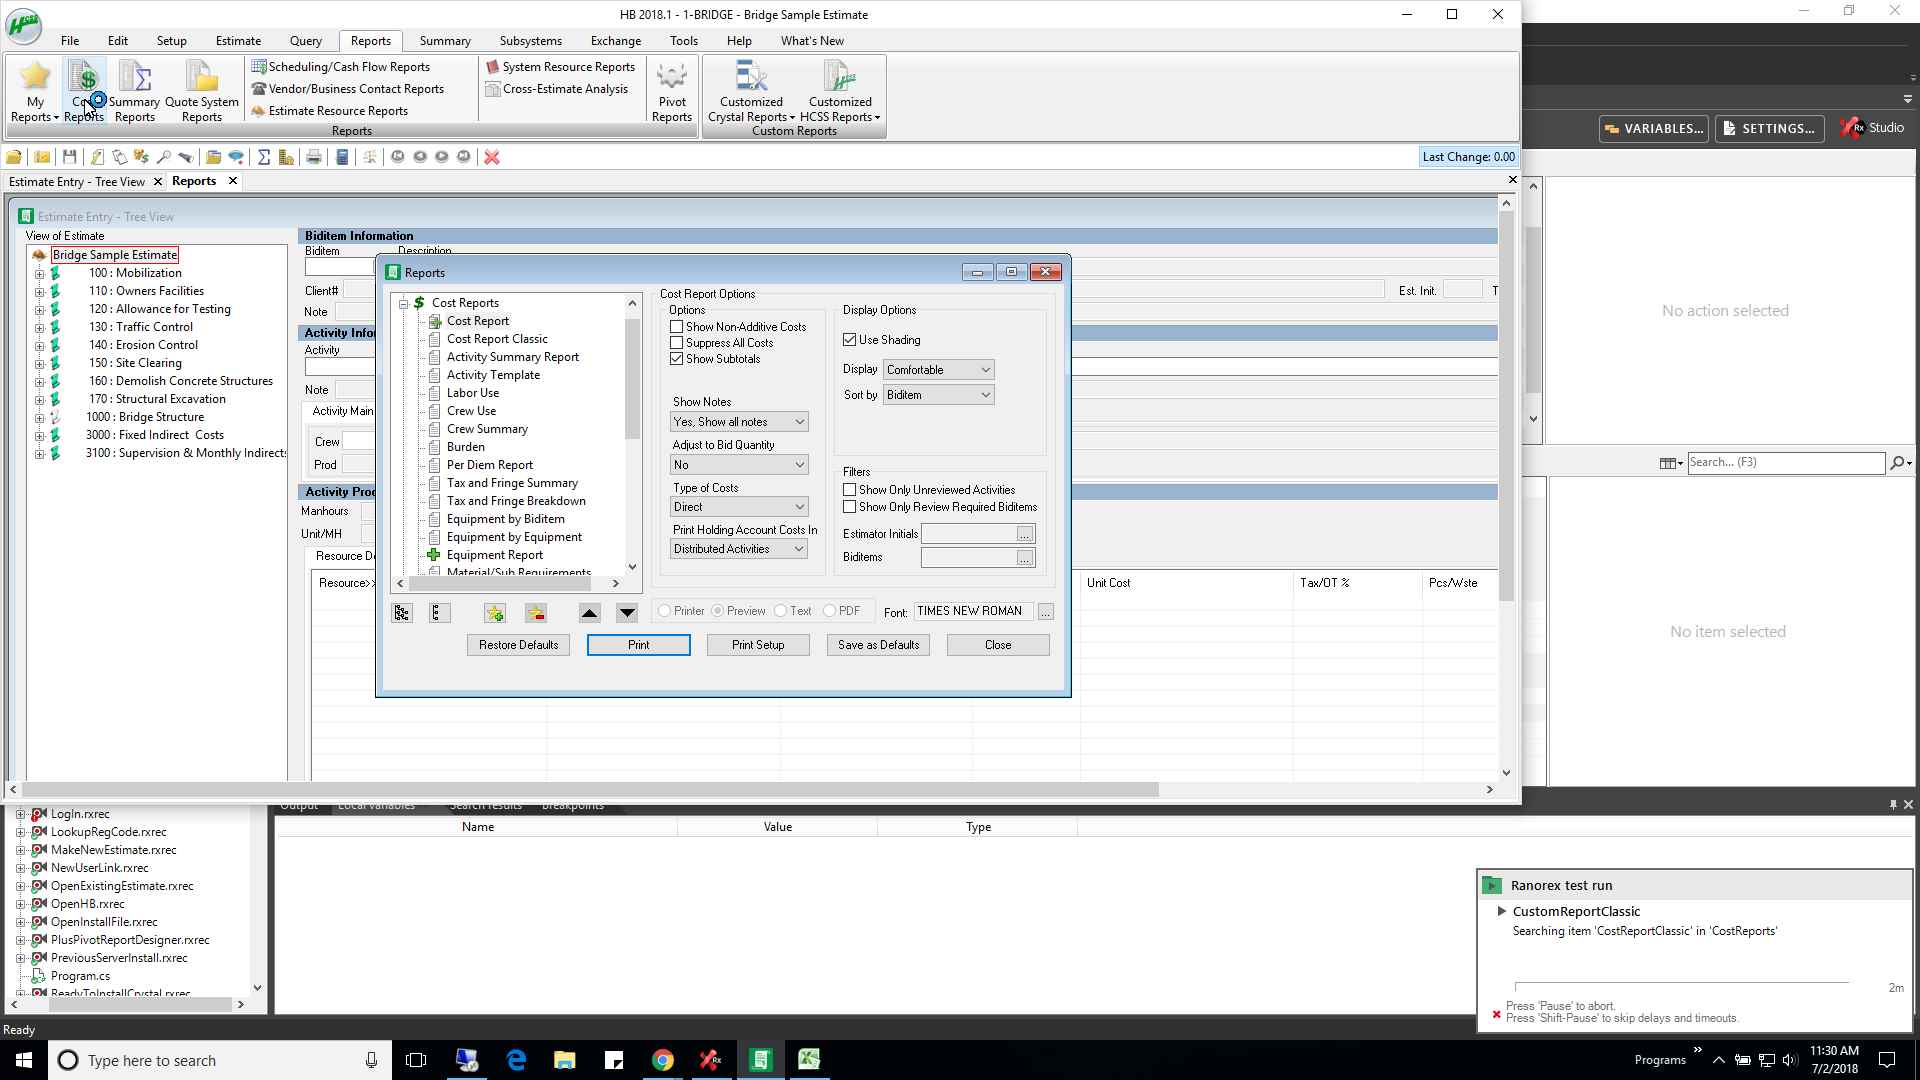 HB 2018.1 - 1-BRIDGE - Bridge Sample Estimate
File Edit Setup Estimate Query Reports Summary Subsystems Exchange Tools Help What's New
My Reports
Reports
Summary Reports
Quote System Reports
Scheduling/Cash Flow Reports
Vendor/Business Contact Reports
Estimate Resource Reports
System Resource Reports
Cross-Estimate Analysis
Pivot Reports
Customized Crystal Reports
Customized HCSS Reports
Reports
Custom Reports
VARIABLES...
SETTINGS...
Rx Studio
Last Change: 0.00
Estimate Entry - Tree View
Reports
Estimate Entry - Tree View
View of Estimate
Bridge Sample Estimate
100 : Mobilization
110 : Owners Facilities
120 : Allowance for Testing
130 : Traffic Control
140 : Erosion Control
150 : Site Clearing
160 : Demolish Concrete Structures
170 : Structural Excavation
1000 : Bridge Structure
3000 : Fixed Indirect Costs
3100 : Supervision & Monthly Indirect
Biditem Information
Biditem Description
Client#
Est. Init.
T
Note
Activity Infor
Activity
Note
Activity Main
Crew
Prod
Activity Proc
Manhours
Unit/MH
Resource De
Resource>>
Unit Cost
Tax/OT %
Pcs/Wste
Reports
Cost Reports
Cost Report
Cost Report Classic
Activity Summary Report
Activity Template
Labor Use
Crew Use
Crew Summary
Burden
Per Diem Report
Tax and Fringe Summary
Tax and Fringe Breakdown
Equipment by Biditem
Equipment by Equipment
Equipment Report
Material/Sub Requirements
Cost Report Options
Options
Show Non-Additive Costs
Suppress All Costs
Show Subtotals
Show Notes
Yes, Show all notes
Adjust to Bid Quantity
No
Type of Costs
Direct
Print Holding Account Costs In
Distributed Activities
Display Options
Use Shading
Display Comfortable
Sort by Biditem
Filters
Show Only Unreviewed Activities
Show Only Review Required Biditems
Estimator Initials ...
Biditems ...
Printer Preview Text PDF
Font: TIMES NEW ROMAN ...
Restore Defaults
Print
Print Setup
Save as Defaults
Close
No action selected
Search... (F3)
No item selected
Output Local Variables Search results Breakpoints
Name Value Type
LogIn.rxrec
LookupRegCode.rxrec
MakeNewEstimate.rxrec
NewUserLink.rxrec
OpenExistingEstimate.rxrec
OpenHB.rxrec
OpenInstallFile.rxrec
PlusPivotReportDesigner.rxrec
PreviousServerInstall.rxrec
Program.cs
ReadyToInstallCrystal.rxrec
Ranorex test run
CustomReportClassic
Searching item 'CostReportClassic' in 'CostReports'
2m
Press 'Pause' to abort.
Press 'Shift-Pause' to skip delays and timeouts.
Ready
Type here to search
Programs
11:30 AM
7/2/2018